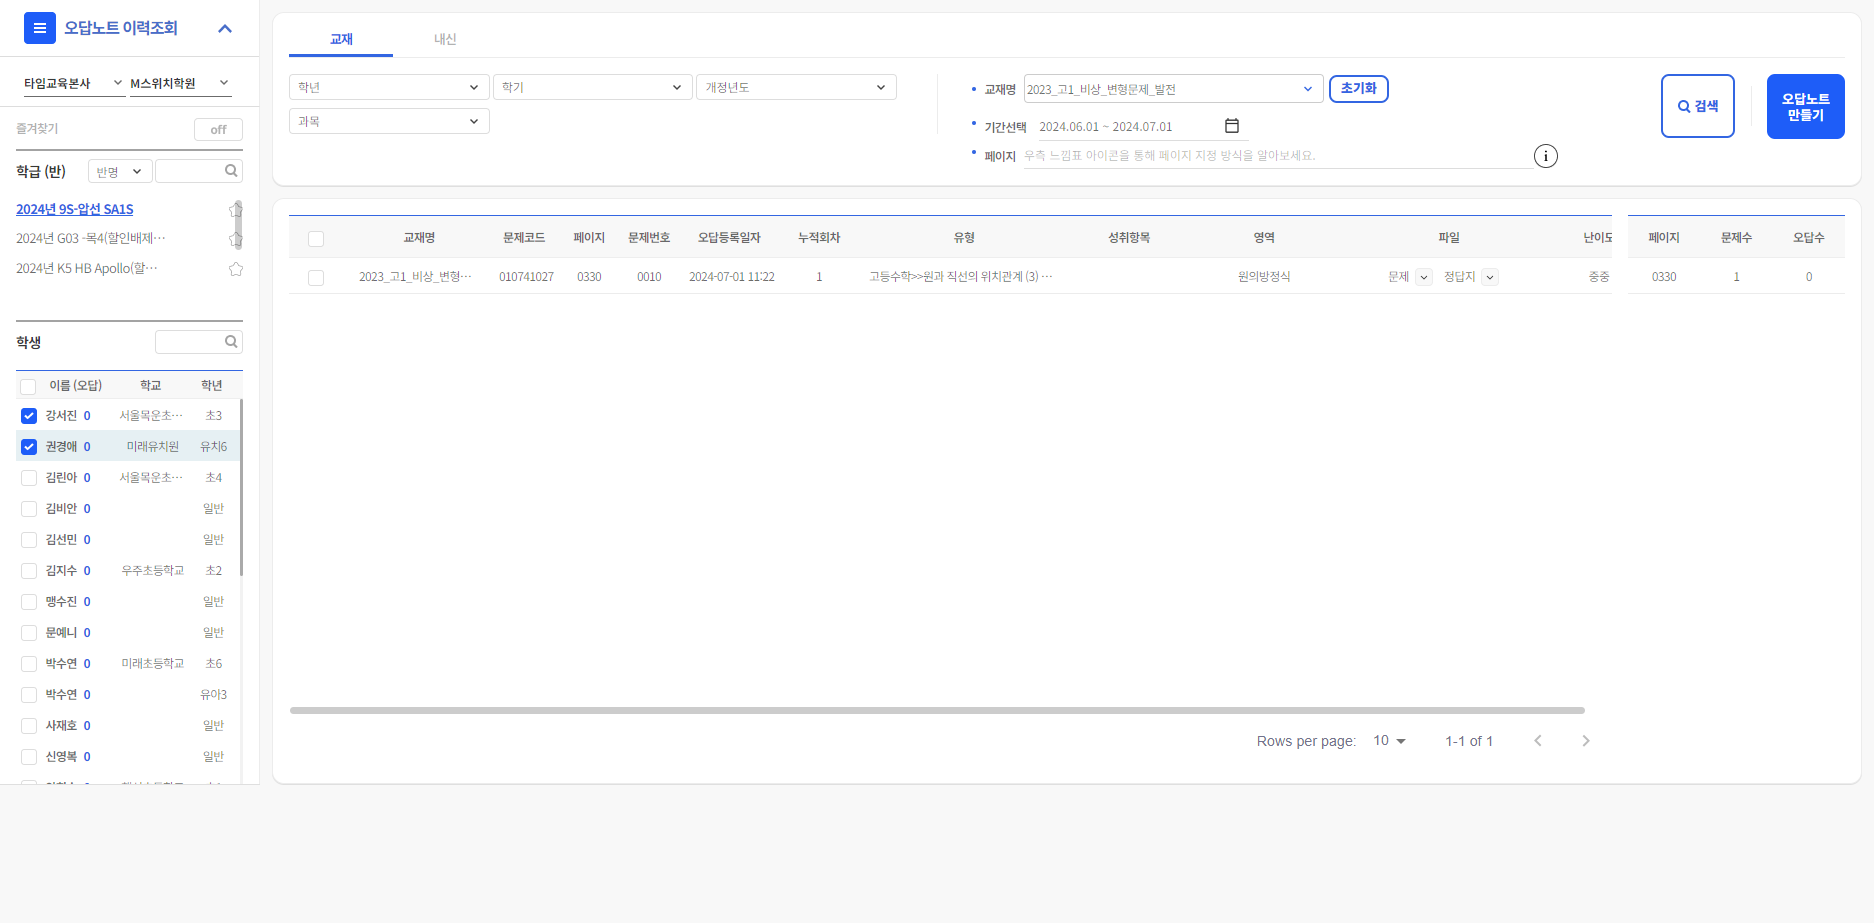 오답노트 이력조회
타임교육본사 M스위치학원
즐겨찾기 off
학급 (반) 반명
2024년 9S-압선 SA1S
2024년 G03 -목4(할인배제…
2024년 K5 HB Apollo(할…
학생
이름 (오답) 학교 학년
강서진 0 서울목운초… 초3
권경애 0 미래유치원 유치6
김린아 0 서울목운초… 초4
김비안 0 일반
김선민 0 일반
김지수 0 우주초등학교 초2
맹수진 0 일반
문예니 0 일반
박수연 0 미래초등학교 초6
박수연 0 유아3
사재호 0 일반
신영복 0 일반
교재 내신
학년 학기 개정년도
과목
교재명 2023_고1_비상_변형문제_발전 초기화
기간선택 2024.06.01 ~ 2024.07.01
페이지 우측 느낌표 아이콘을 통해 페이지 지정 방식을 알아보세요. i
검색
오답노트
만들기
교재명 문제코드 페이지 문제번호 오답등록일자 누적회차 유형 성취항목 영역 파일 난이도 페이지 문제수 오답수
2023_고1_비상_변형… 010741027 0330 0010 2024-07-01 11:22 1 고등수학>>원과 직선의 위치관계 (3) … 원의방정식 문제 정답지 중중 0330 1 0
Rows per page: 10 1-1 of 1